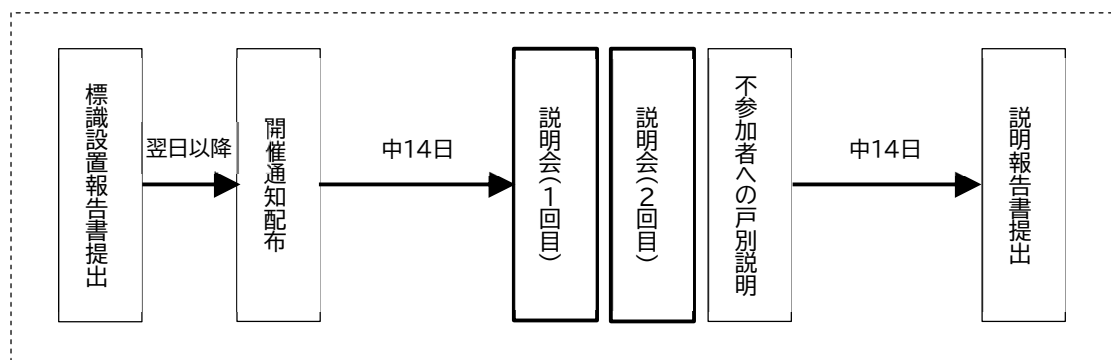 標識設置報告書提出
翌日以降
開催通知配布
中14日
説明会(1回目)
説明会(2回目)
不参加者への戸別説明
中14日
説明報告書提出